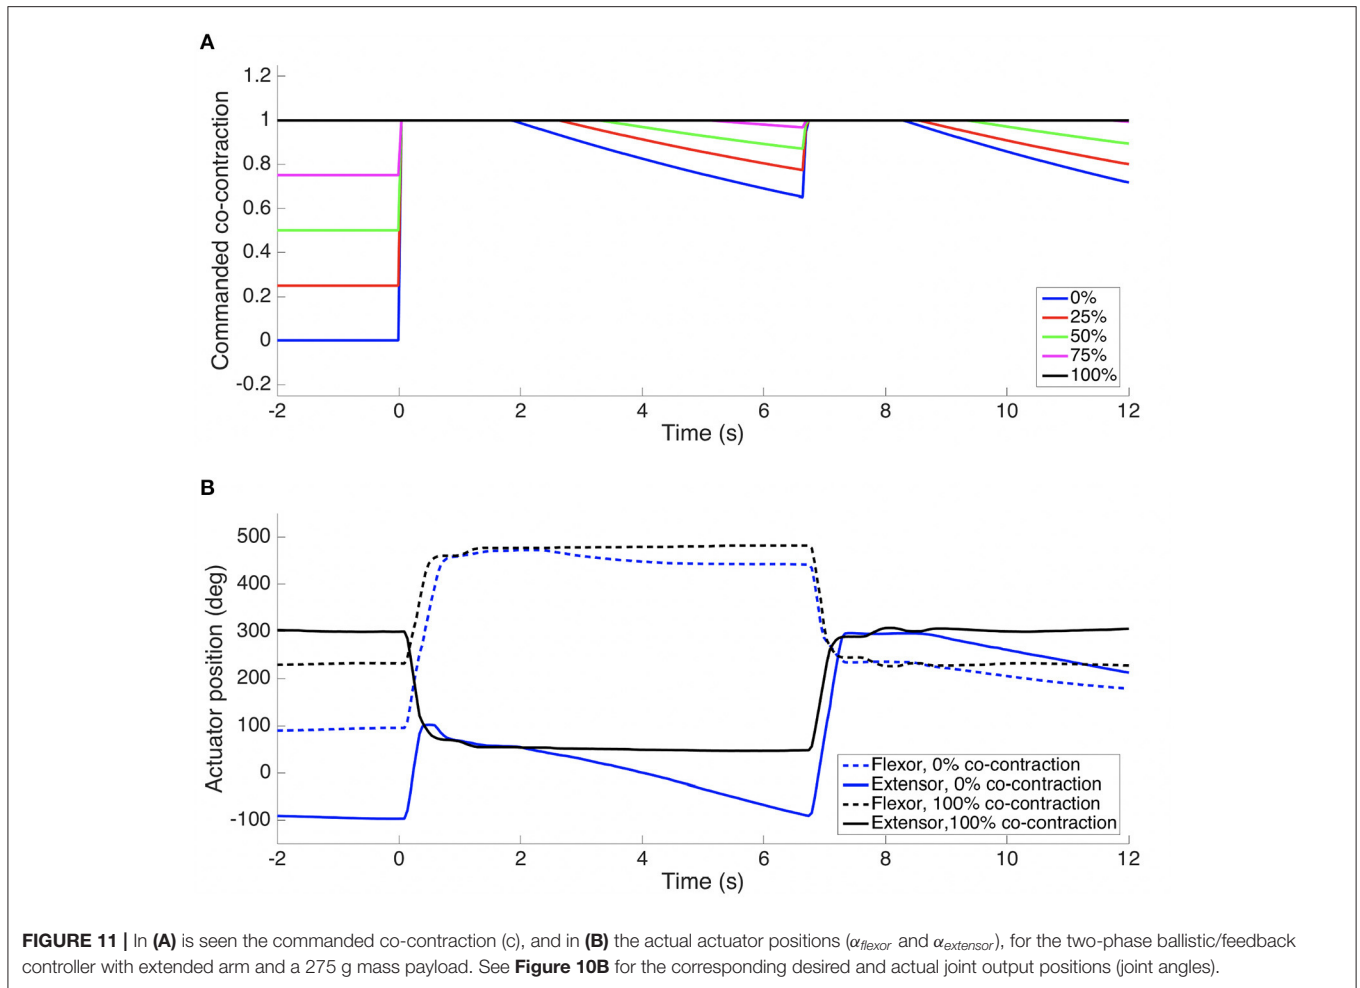 A
1.2
1
0.8
0.6
0.4
0.2
0
-0.2
Commanded co-contraction
0%
25%
50%
75%
100%
-2 0 2 4 6 8 10 12
Time (s)
B
500
400
300
200
100
0
-100
Actuator position (deg)
Flexor, 0% co-contraction
Extensor, 0% co-contraction
Flexor, 100% co-contraction
Extensor,100% co-contraction
-2 0 2 4 6 8 10 12
Time (s)
FIGURE 11 | In (A) is seen the commanded co-contraction (c), and in (B) the actual actuator positions (αflexor and αextensor), for the two-phase ballistic/feedback
controller with extended arm and a 275 g mass payload. See Figure 10B for the corresponding desired and actual joint output positions (joint angles).